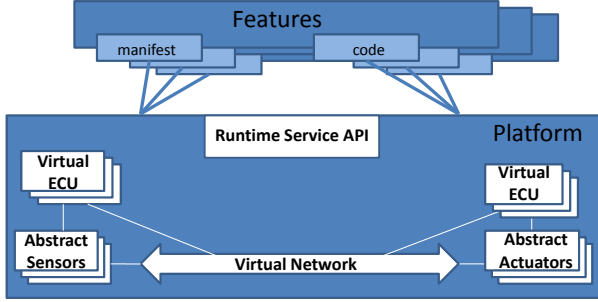 Features
manifest
code
Runtime Service API
Platform
Virtual
ECU
Virtual
ECU
Abstract
Sensors
Virtual Network
Abstract
Actuators